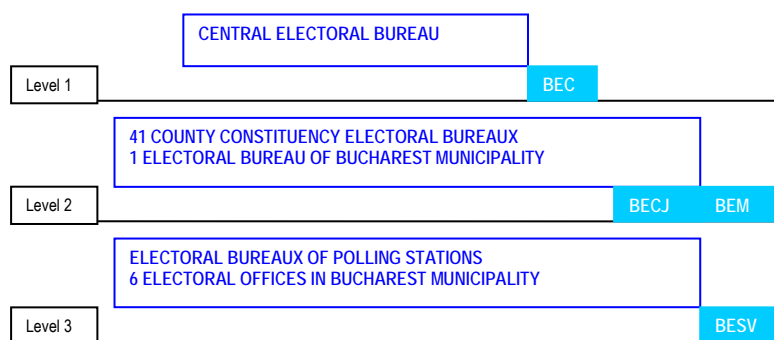 CENTRAL ELECTORAL BUREAU
Level 1
BEC
41 COUNTY CONSTITUENCY ELECTORAL BUREAUX
1 ELECTORAL BUREAU OF BUCHAREST MUNICIPALITY
Level 2
BECJ BEM
ELECTORAL BUREAUX OF POLLING STATIONS
6 ELECTORAL OFFICES IN BUCHAREST MUNICIPALITY
Level 3
BESV